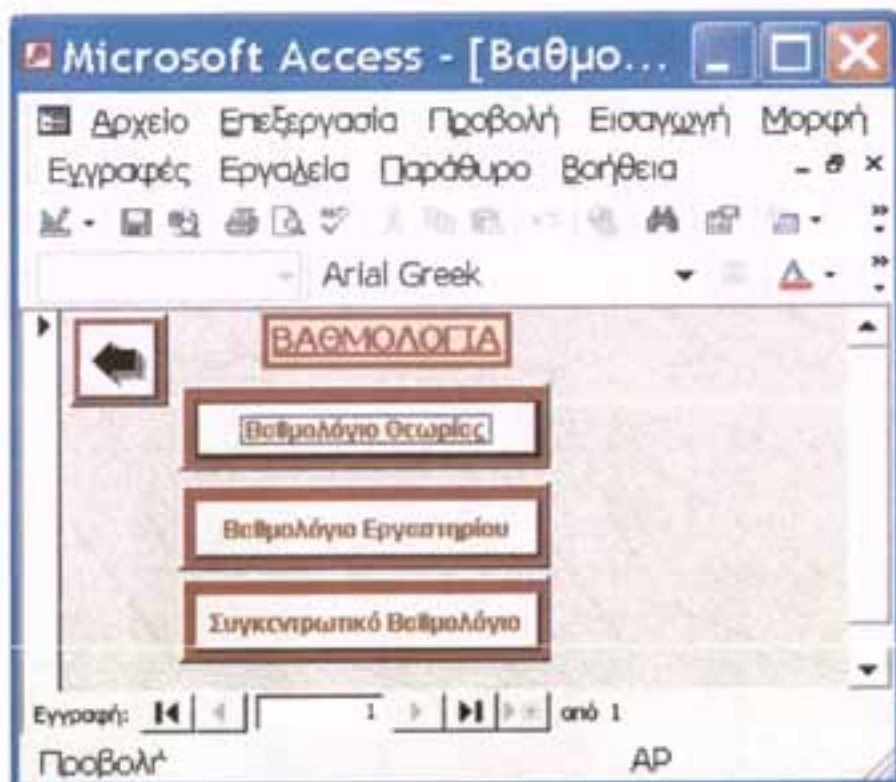 Microsoft Access - [Βαθμο...
Αρχείο Επεξεργασία Προβολή Εισαγωγή Μορφή
Εγγραφές Εργαλεία Παράθυρο Βοήθεια
Arial Greek
ΒΑΘΜΟΛΟΓΙΑ
Βαθμολόγιο Θεωρίας
Βαθμολόγιο Εργαστηρίου
Συγκεντρωτικό Βαθμολόγιο
Εγγραφή: 1 από 1
Προβολή ΑΡ